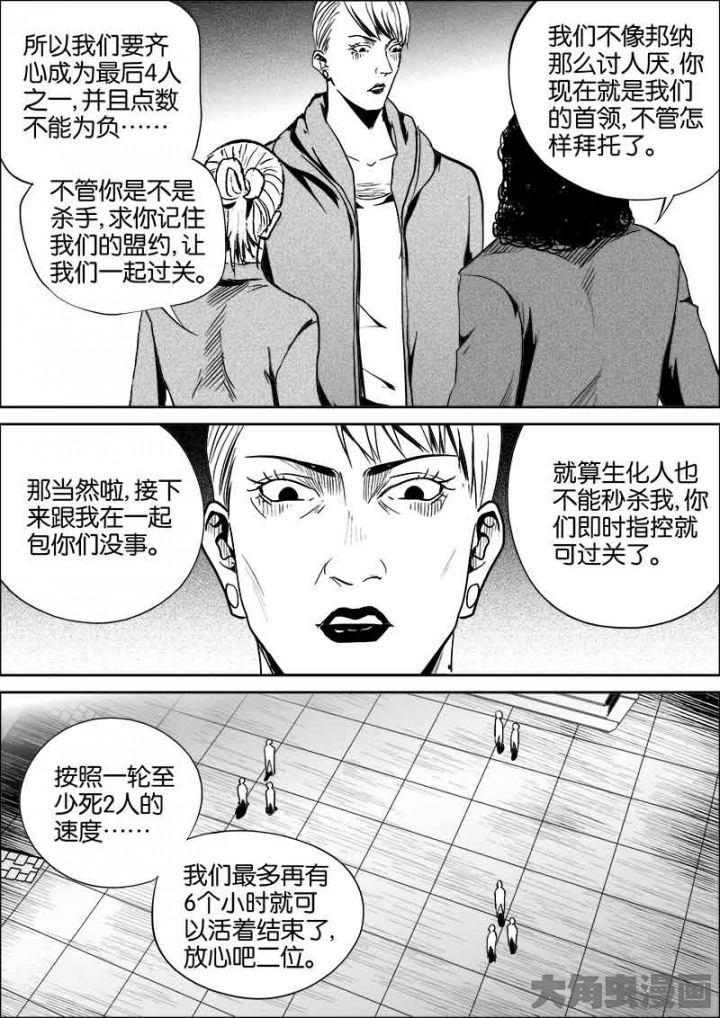 所以我们要齐
心成为最后4人
之一,并且点数
不能为负……
不管你是不是
杀手,求你记住
我们的盟约,让
我们一起过关。
我们不像邦纳
那么讨人厌,你
现在就是我们
的首领,不管怎
样拜托了。
那当然啦,接下
来跟我在一起
包你们没事。
就算生化人也
不能秒杀我,你
们即时指控就
可过关了。
按照一轮至
少死2人的
速度……
我们最多再有
6个小时就可
以活着结束了,
放心吧二位。
大角虫漫画